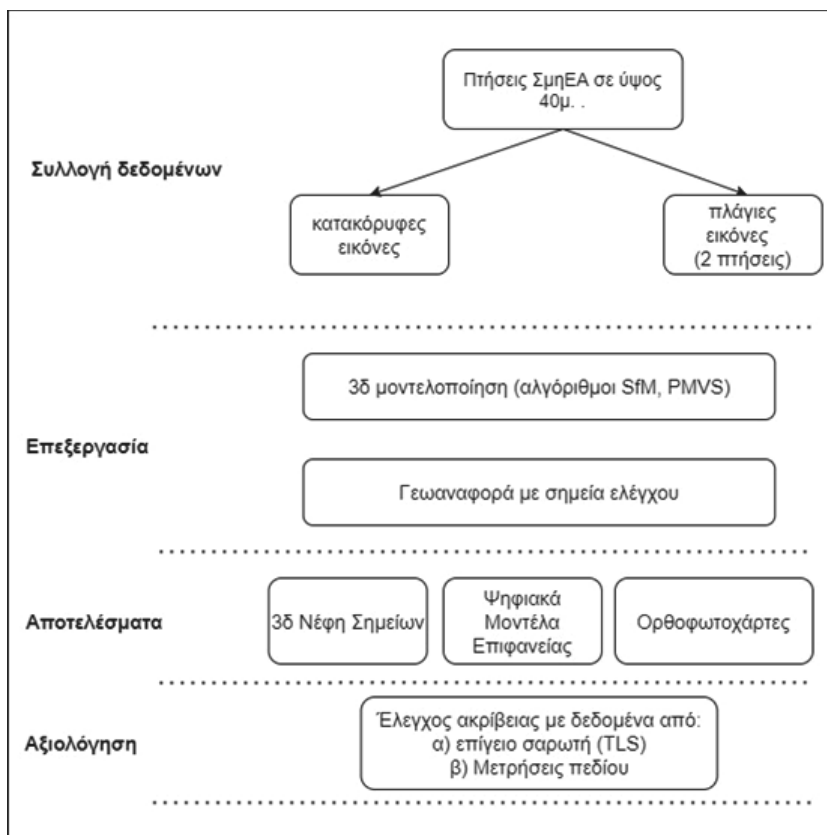 Πτήσεις ΣμηΕΑ σε ύψος
40μ. .
Συλλογή δεδομένων
κατακόρυφες
εικόνες
πλάγιες
εικόνες
(2 πτήσεις)
3δ μοντελοποίηση (αλγόριθμοι SfM, PMVS)
Επεξεργασία
Γεωαναφορά με σημεία ελέγχου
Αποτελέσματα
3δ Νέφη Σημείων
Ψηφιακά
Μοντέλα
Επιφανείας
Ορθοφωτοχάρτες
Αξιολόγηση
Έλεγχος ακρίβειας με δεδομένα από:
α) επίγειο σαρωτή (TLS)
β) Μετρήσεις πεδίου